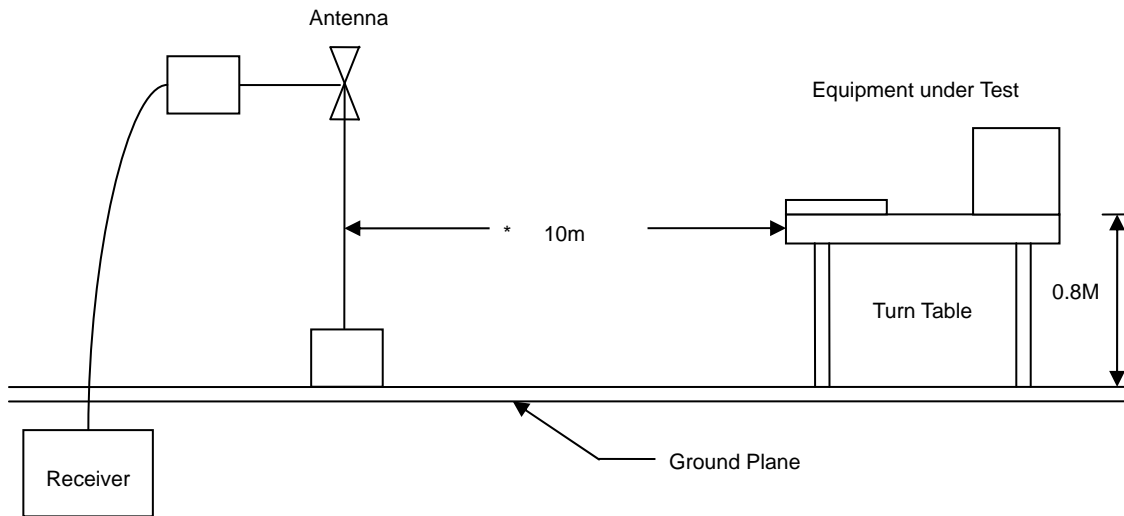 Antenna
Equipment under Test
* 10m
0.8M
Turn Table
Ground Plane
Receiver